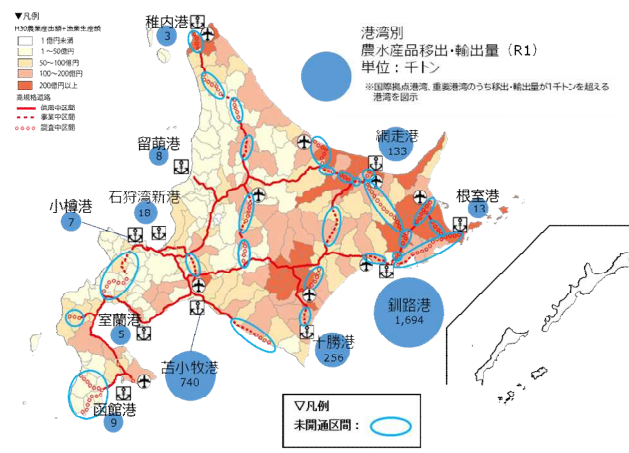 ▼凡例
H30農業産出額+漁業生産額
1億円未満
1～50億円
50～100億円
100～200億円
200億円以上
高規格道路
供用中区間
事業中区間
調査中区間
港湾別
農水産品移出・輸出量（R1）
単位：千トン
※国際拠点港湾、重要港湾のうち移出・輸出量が1千トンを超える
港湾を図示
稚内港
3
留萌港
8
石狩湾新港
18
小樽港
7
網走港
133
根室港
13
釧路港
1,694
十勝港
256
苫小牧港
740
室蘭港
5
函館港
9
▽凡例
未開通区間：